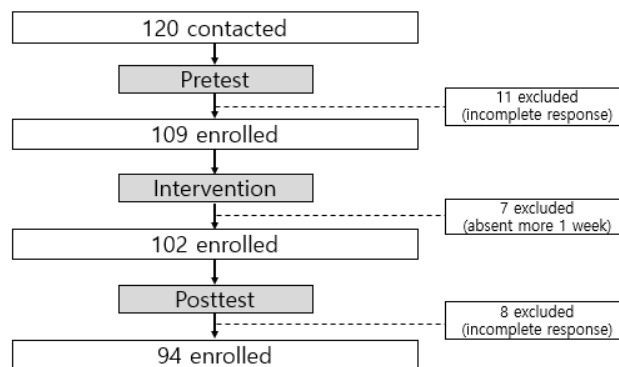 120 contacted
Pretest
11 excluded
(incomplete response)
109 enrolled
Intervention
7 excluded
(absent more 1 week)
102 enrolled
Posttest
8 excluded
(incomplete response)
94 enrolled